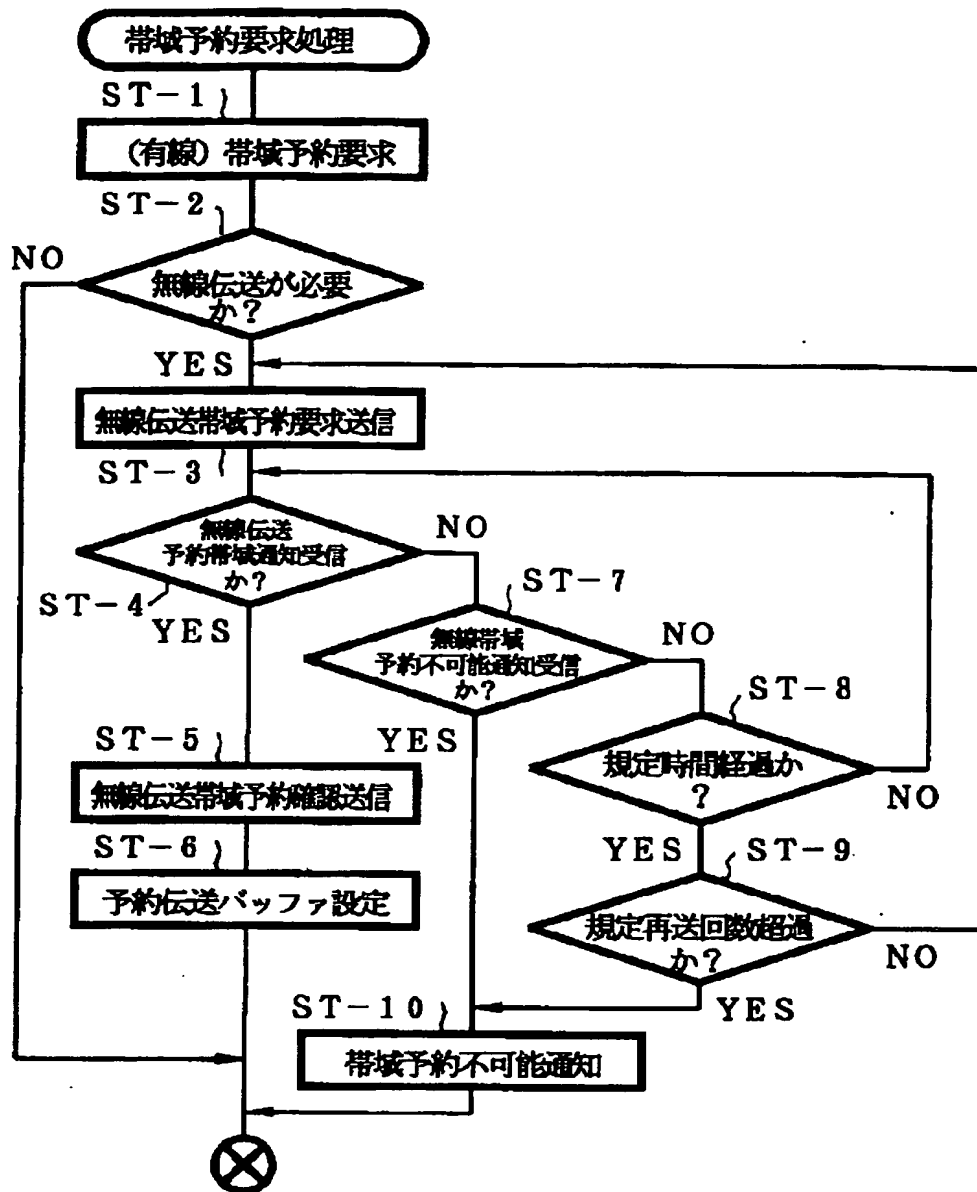 帯域予約要求処理
ST-1
(有線)帯域予約要求
ST-2
NO
無線伝送が必要
か?
YES
無線伝送帯域予約要求送信
ST-3
無線伝送
予約帯域通知受信
か?
NO
ST-4
YES
ST-7
無線帯域
予約不可能通知受信
か?
NO
YES
ST-8
規定時間経過か
?
NO
YES
ST-5
無線伝送帯域予約確認送信
ST-6
予約伝送バッファ設定
ST-9
規定再送回数超過
か?
NO
YES
ST-10
帯域予約不可能通知